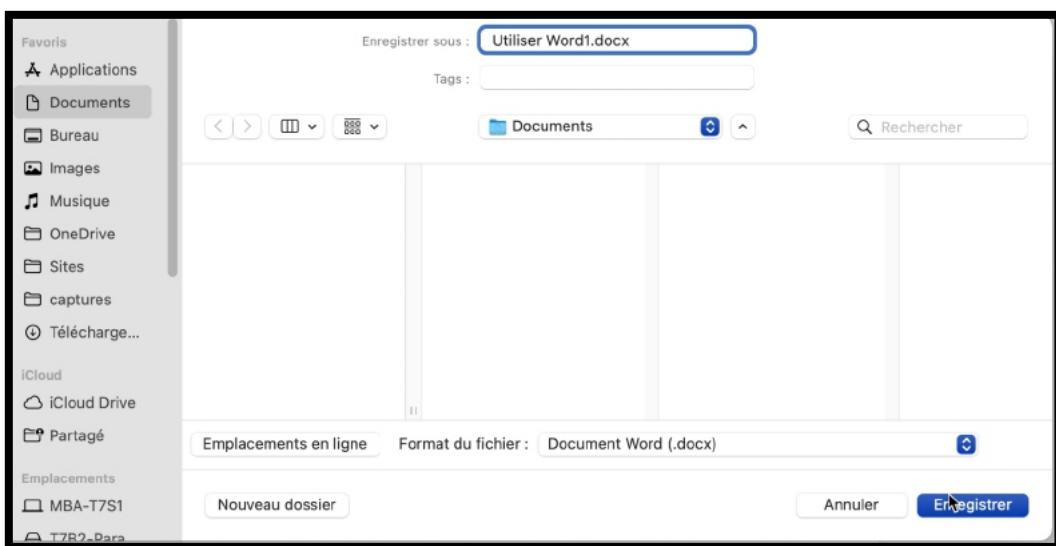 Favoris
Applications
Documents
Bureau
Images
Musique
OneDrive
Sites
captures
Télécharge...
iCloud
iCloud Drive
Partagé
Emplacements
MBA-T7S1
T7B2-Para
Enregistrer sous :
Utiliser Word1.docx
Tags :
Documents
Rechercher
Emplacements en ligne
Format du fichier :
Document Word (.docx)
Nouveau dossier
Annuler
Enregistrer